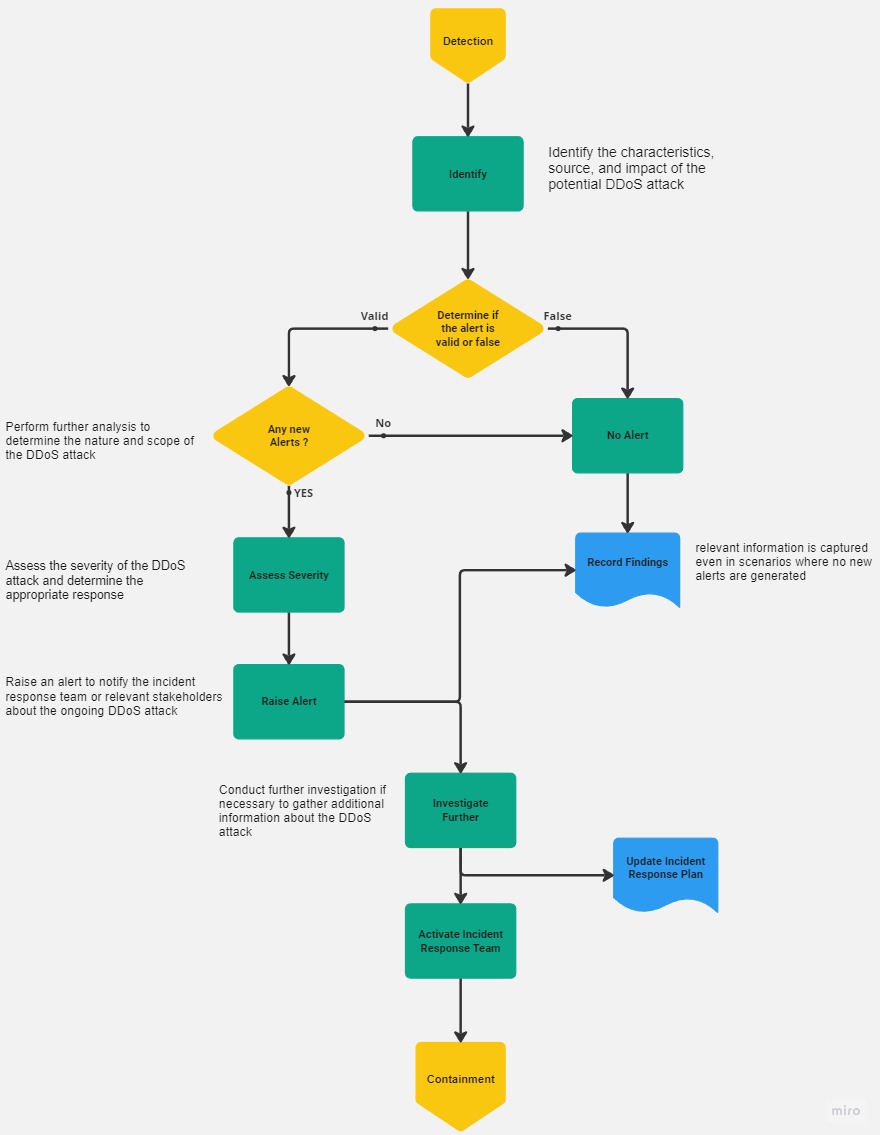 Detection
Identify
Identify the characteristics,
source, and impact of the
potential DDoS attack
Determine if
the alert is
valid or false
Valid
False
Any new
Alerts ?
No
YES
Perform further analysis to
determine the nature and scope of
the DDoS attack
No Alert
Assess Severity
Assess the severity of the DDoS
attack and determine the
appropriate response
Record Findings
relevant information is captured
even in scenarios where no new
alerts are generated
Raise Alert
Raise an alert to notify the incident
response team or relevant stakeholders
about the ongoing DDoS attack
Investigate
Further
Conduct further investigation if
necessary to gather additional
information about the DDoS
attack
Update Incident
Response Plan
Activate Incident
Response Team
Containment
miro